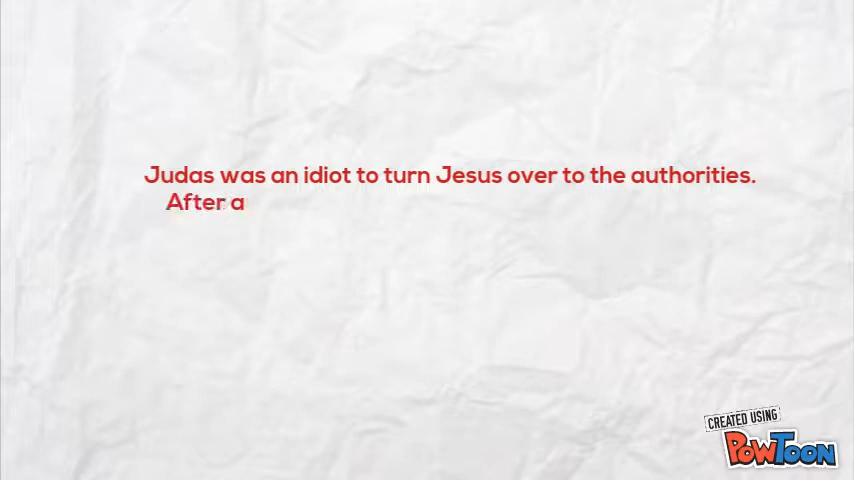 Judas was an idiot to turn Jesus over to the authorities.
After a
CREATED USING
POWTOON